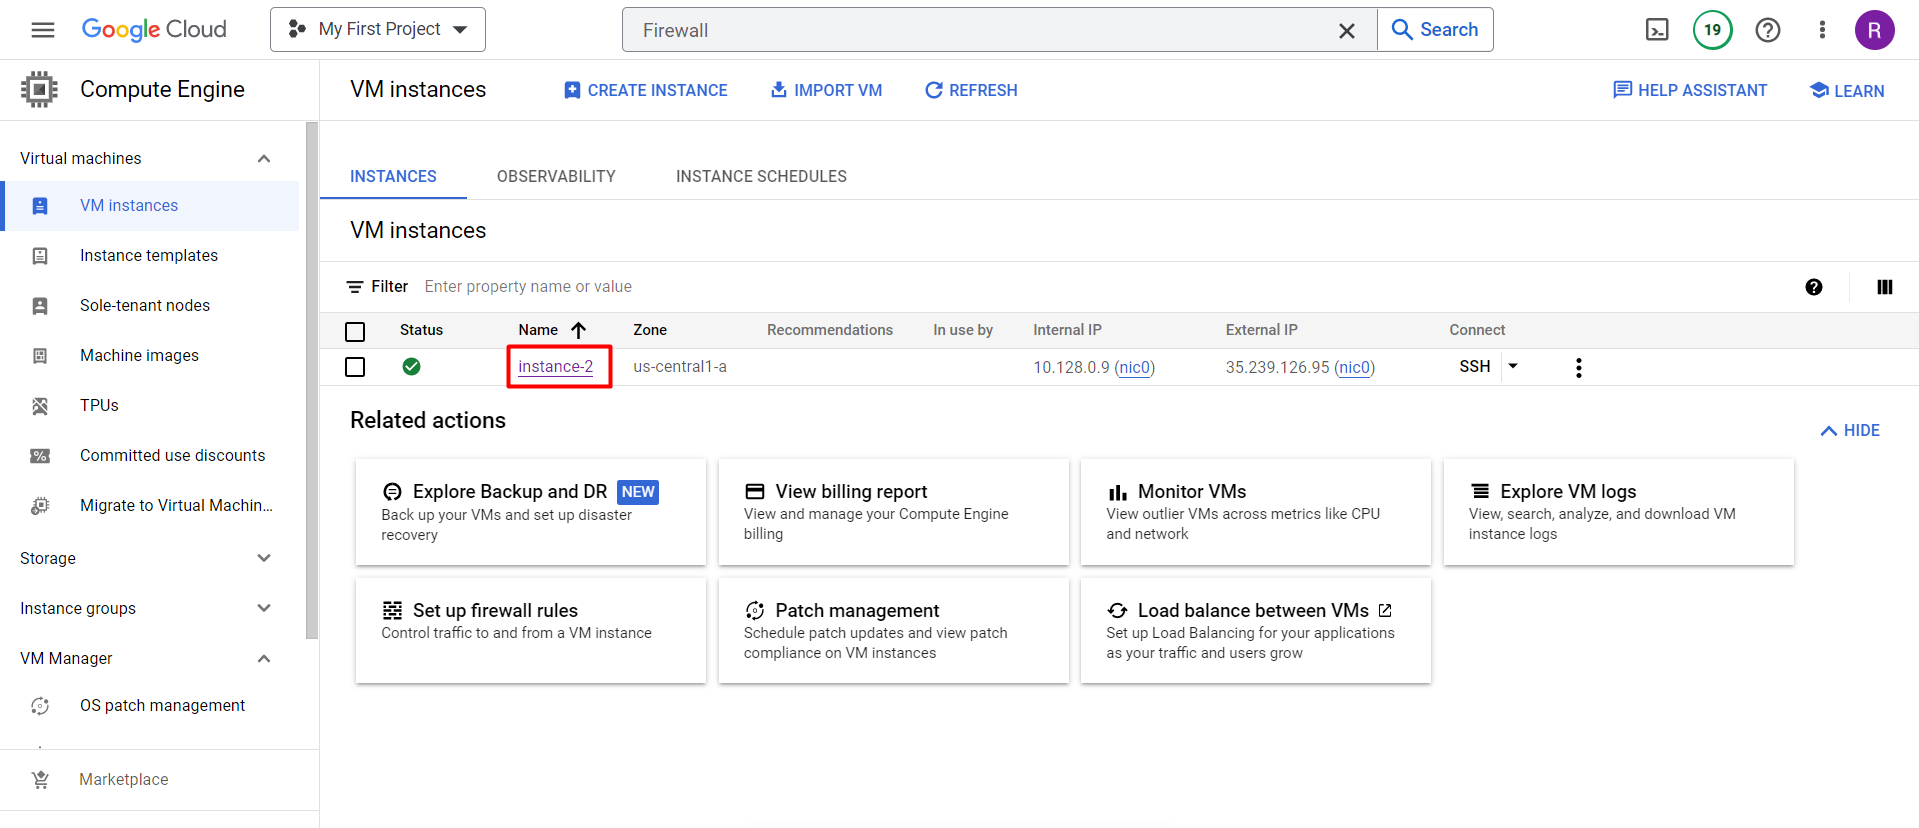 Google Cloud
My First Project
Firewall
Search
19
R
Compute Engine
VM instances
CREATE INSTANCE
IMPORT VM
REFRESH
HELP ASSISTANT
LEARN
Virtual machines
VM instances
Instance templates
Sole-tenant nodes
Machine images
TPUs
Committed use discounts
Migrate to Virtual Machin...
Storage
Instance groups
VM Manager
OS patch management
Marketplace
INSTANCES
OBSERVABILITY
INSTANCE SCHEDULES
VM instances
Filter Enter property name or value
Status Name Zone Recommendations In use by Internal IP External IP Connect
instance-2 us-central1-a 10.128.0.9 (nic0) 35.239.126.95 (nic0) SSH
Related actions
HIDE
Explore Backup and DR NEW
Back up your VMs and set up disaster
recovery
View billing report
View and manage your Compute Engine
billing
Monitor VMs
View outlier VMs across metrics like CPU
and network
Explore VM logs
View, search, analyze, and download VM
instance logs
Set up firewall rules
Control traffic to and from a VM instance
Patch management
Schedule patch updates and view patch
compliance on VM instances
Load balance between VMs
Set up Load Balancing for your applications
as your traffic and users grow